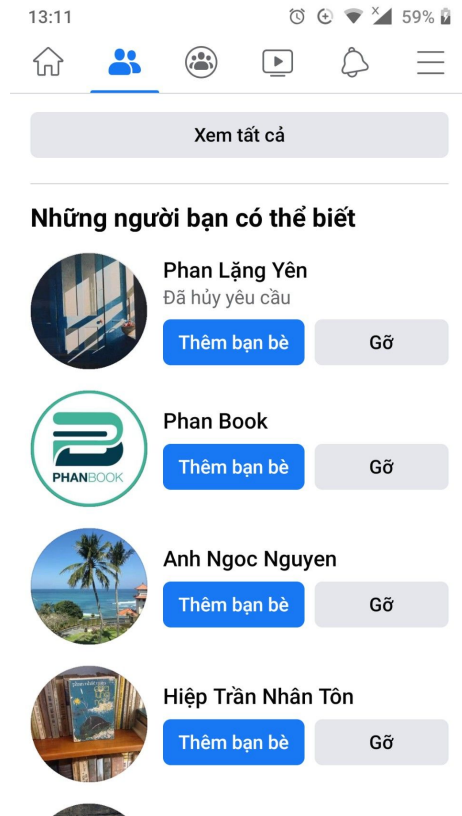 13:11
59%
Xem tất cả
Những người bạn có thể biết
Phan Lặng Yên
Đã hủy yêu cầu
Thêm bạn bè
Gỡ
PHANBOOK
Phan Book
Thêm bạn bè
Gỡ
Anh Ngoc Nguyen
Thêm bạn bè
Gỡ
Hiệp Trần Nhân Tôn
Thêm bạn bè
Gỡ